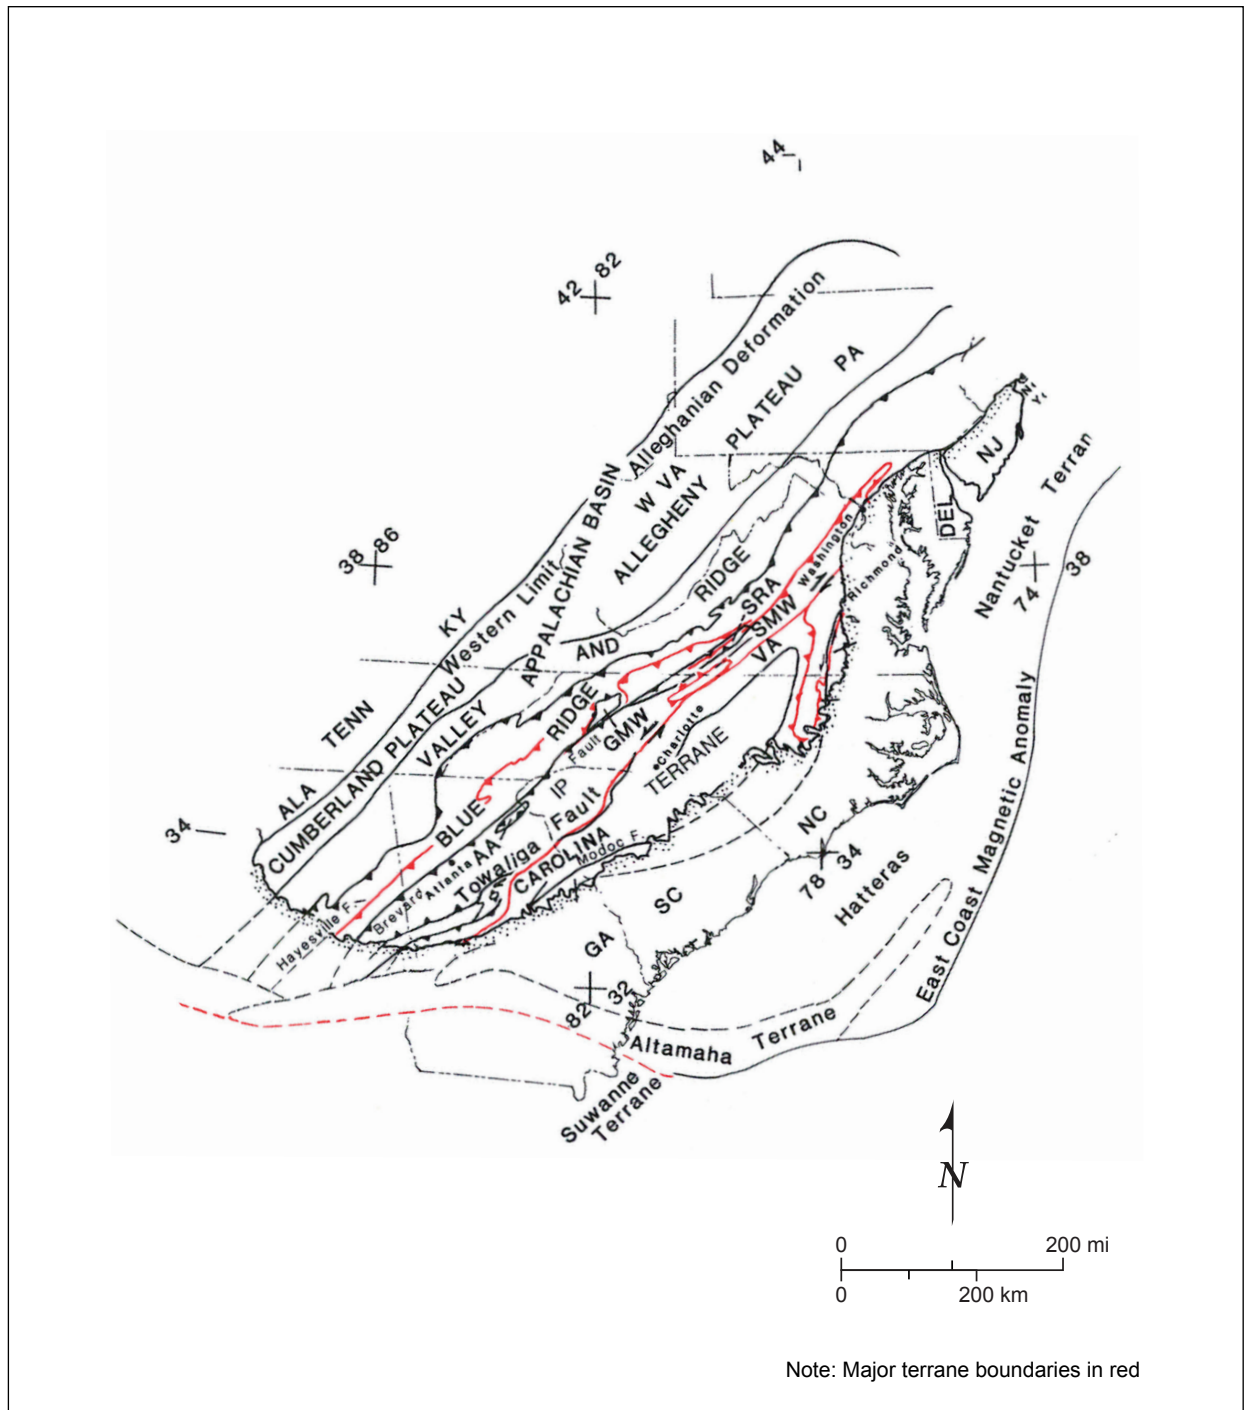 44
42 82
Western Limit Alleghanian Deformation
PLATEAU
PA
NJ
N
Y
W VA
ALLEGHENY
APPALACHIAN BASIN
38 86
KY
DEL
Nantucket Terran
74 38
Washington
Richmond
RIDGE
SRA
SMW
VA
AND
TENN
CUMBERLAND PLATEAU
VALLEY
RIDGE
Fault
GMW
Charlotte
TERRANE
ALA
34
BLUE
IP
AA
Atlanta
Brevard
Towaliga Fault
CAROLINA
Modoc F.
Hayesville F.
NC
78 34
Hatteras
East Coast Magnetic Anomaly
SC
GA
82 32
Altamaha Terrane
Suwanne
Terrane
N
0 200 mi
0 200 km
Note: Major terrane boundaries in red